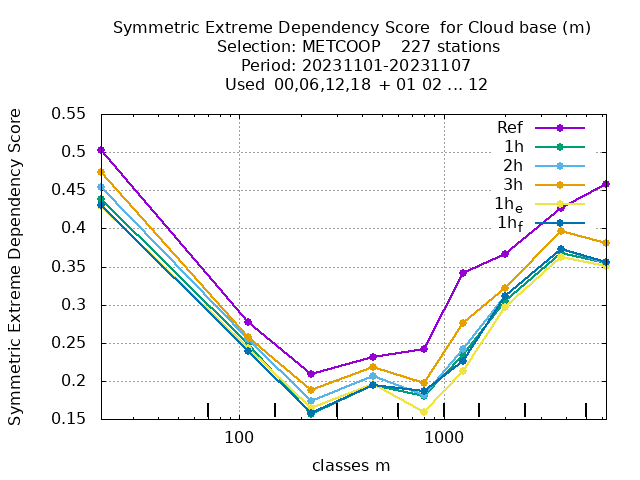 Symmetric Extreme Dependency Score for Cloud base (m)
Selection: METCOOP 227 stations
Period: 20231101-20231107
Used 00,06,12,18 + 01 02 ... 12
Symmetric Extreme Dependency Score
0.55
0.5
0.45
0.4
0.35
0.3
0.25
0.2
0.15
Ref
1h
2h
3h
1h_e
1h_f
100
1000
classes m